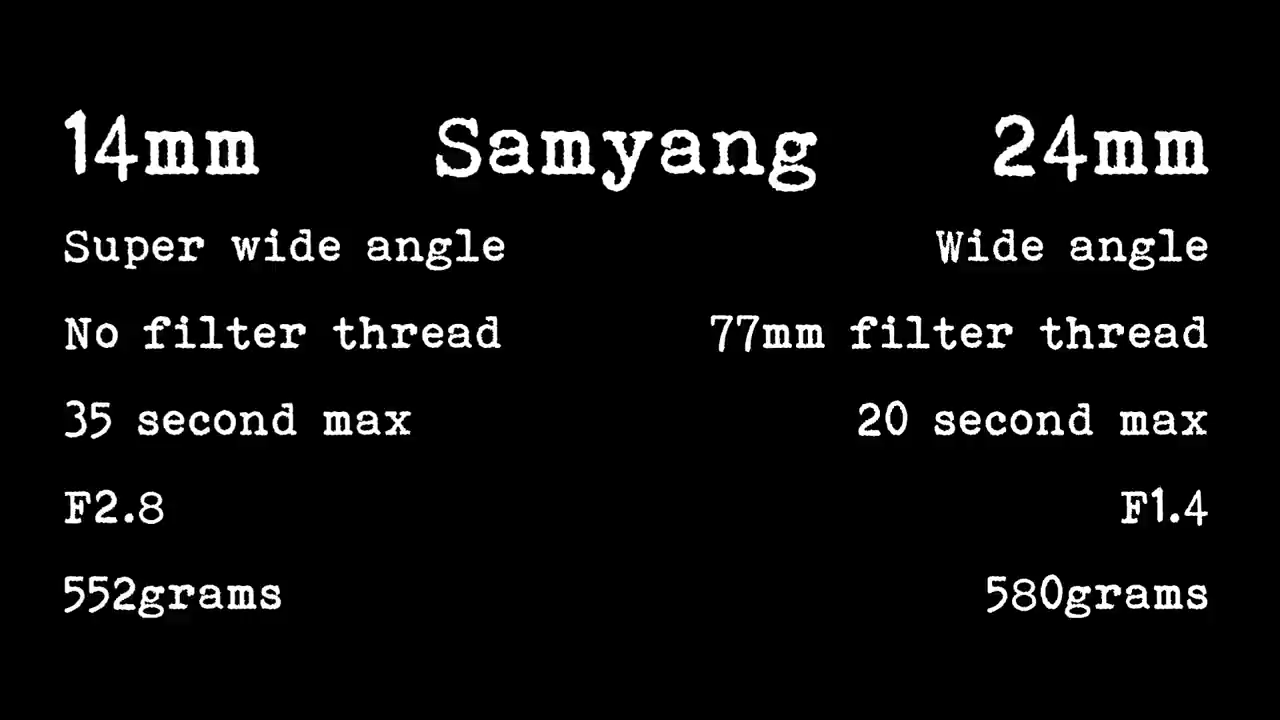 14mm Samyang 24mm
Super wide angle Wide angle
No filter thread 77mm filter thread
35 second max 20 second max
F2.8 F1.4
552grams 580grams